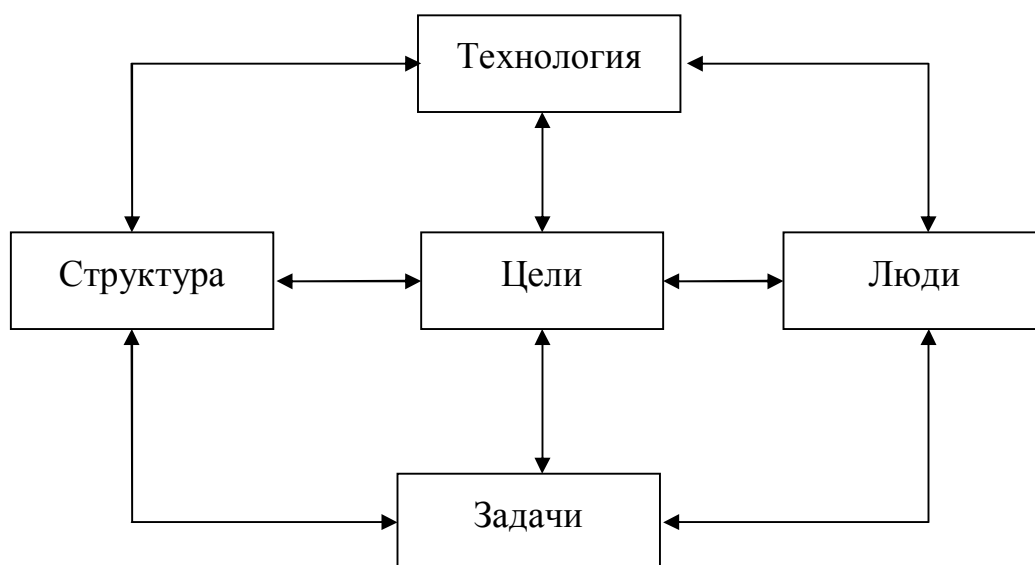 Технология
Структура
Цели
Люди
Задачи